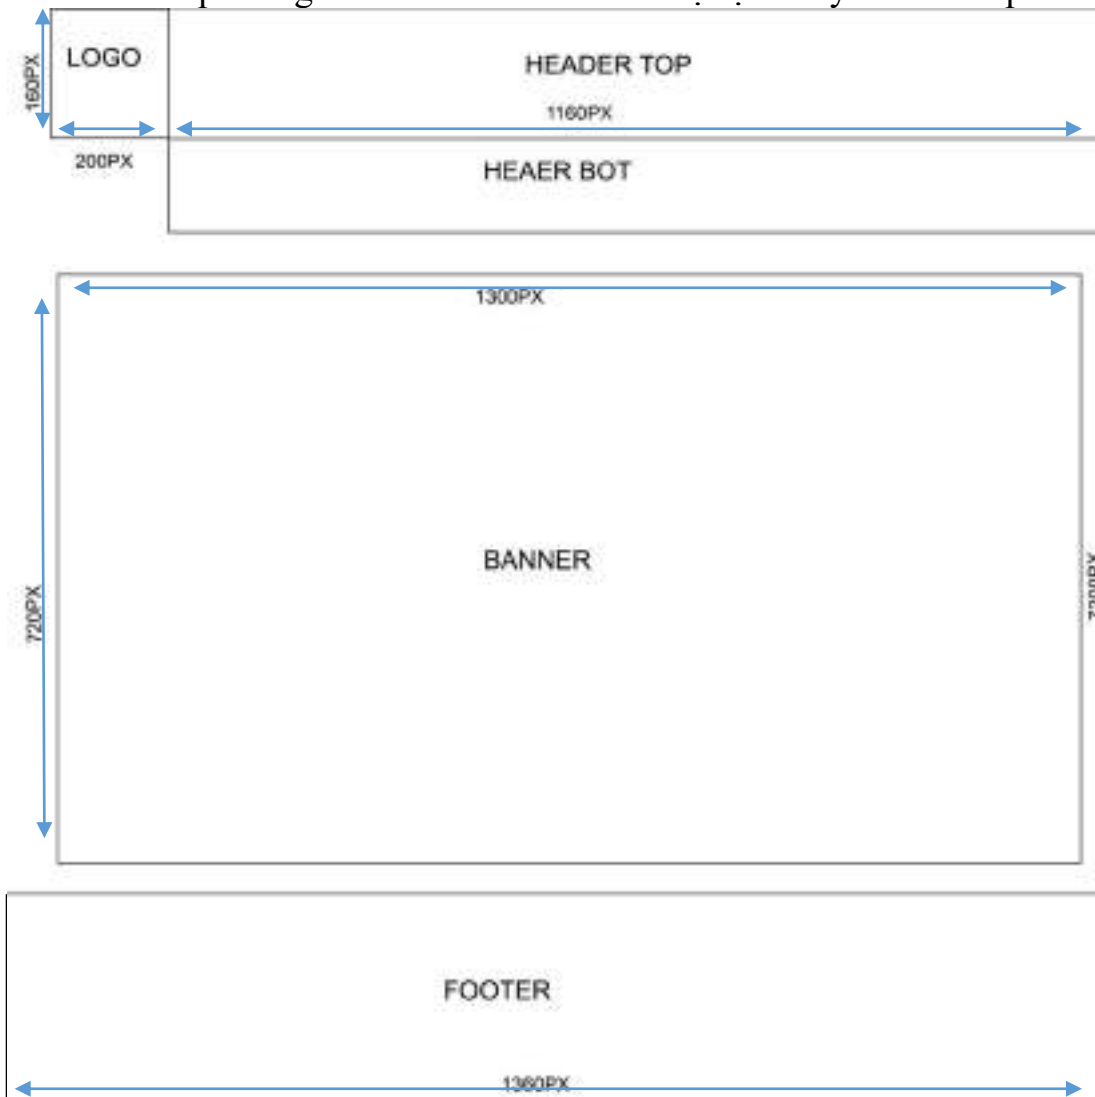 LOGO
HEADER TOP
160PX
1160PX
200PX
HEAER BOT
1300PX
BANNER
720PX
FOOTER
1360PX